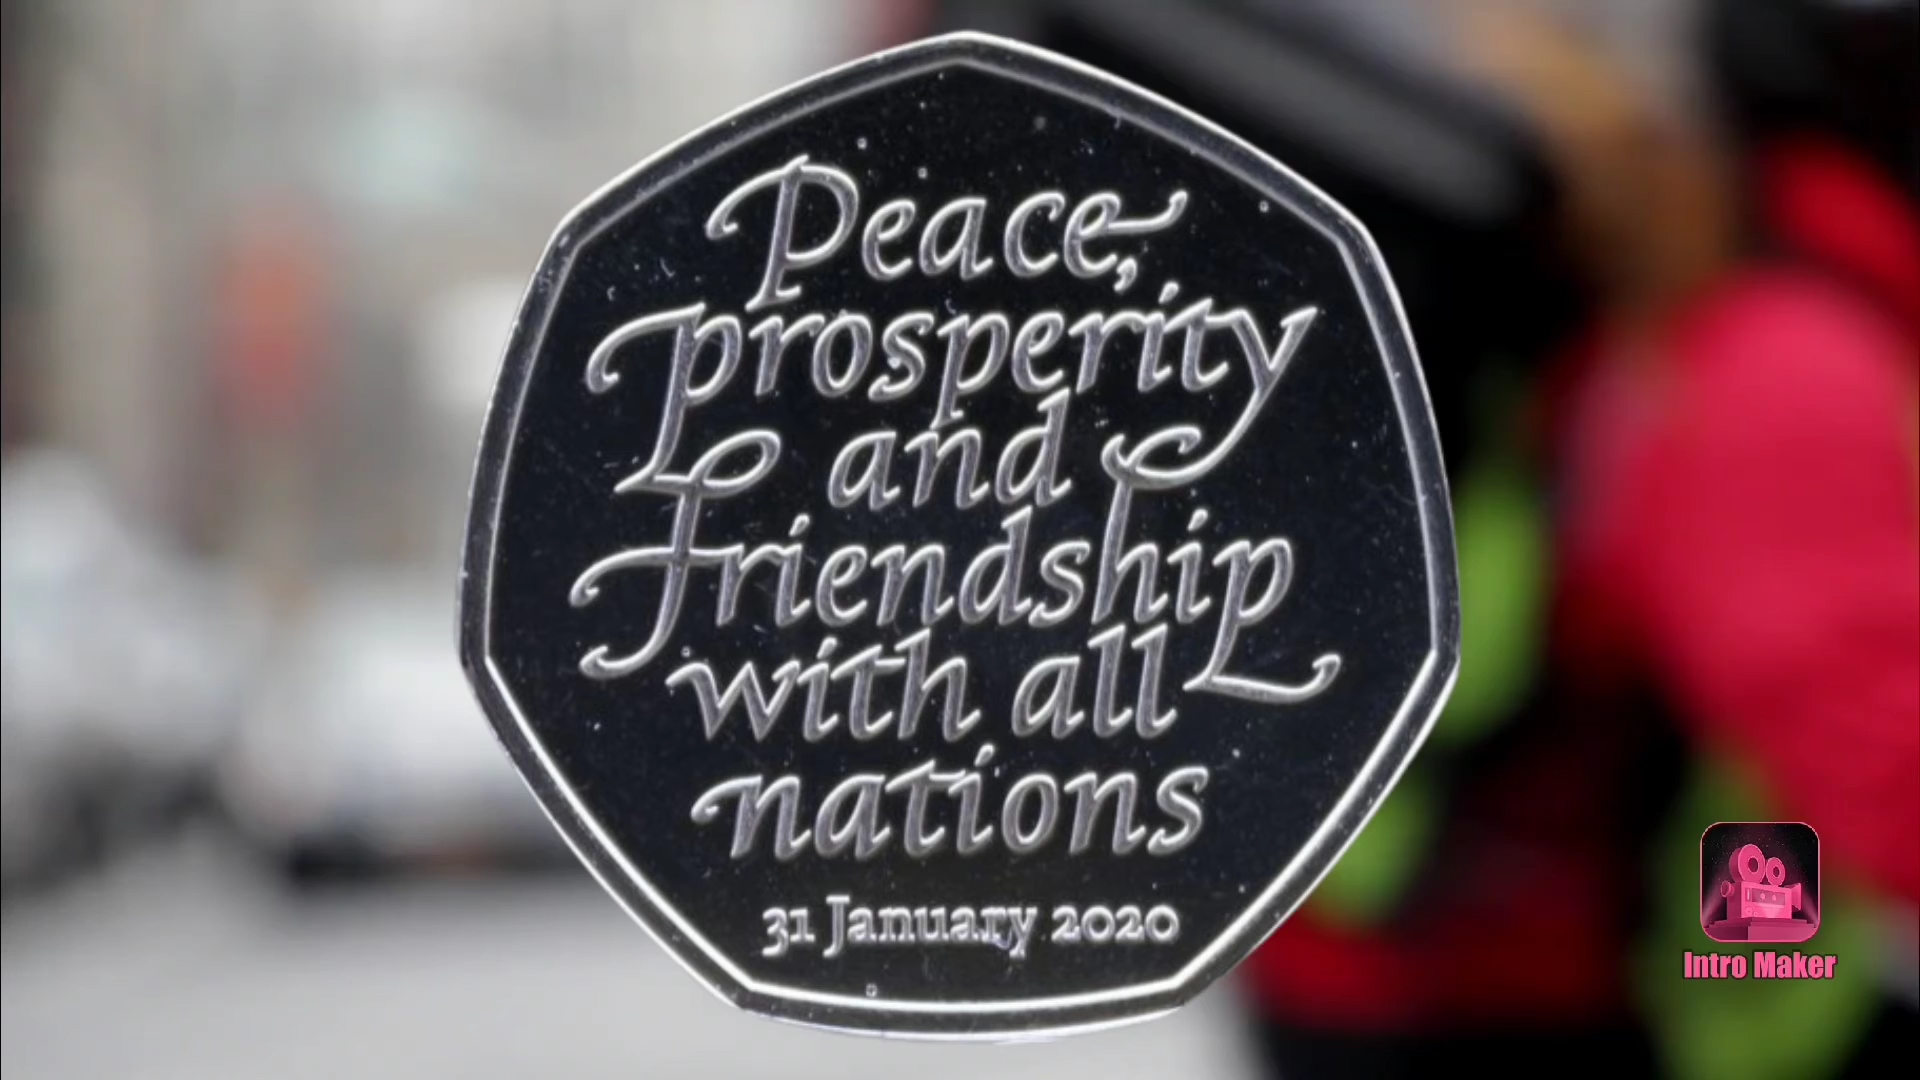 Peace,
prosperity
and
friendship
with all
nations
31 January 2020
Intro Maker